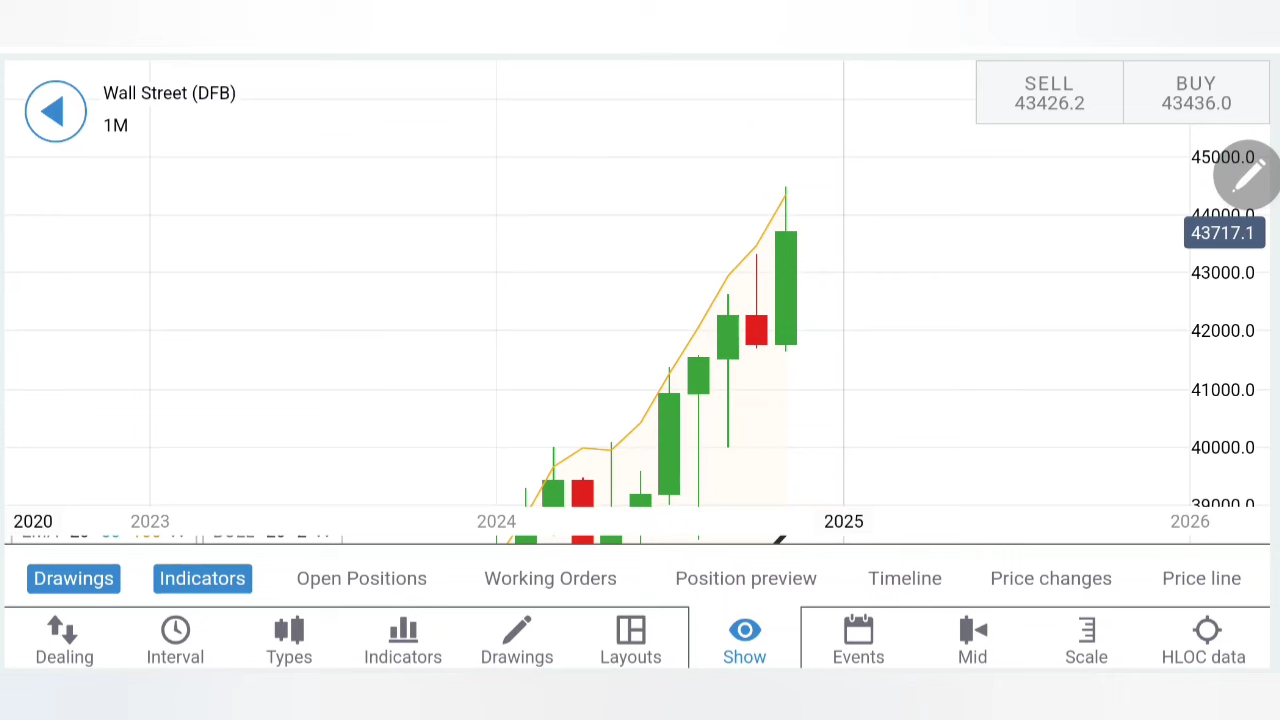 Wall Street (DFB)
1M
SELL
43426.2
BUY
43436.0
45000.0
44000.0
43717.1
43000.0
42000.0
41000.0
40000.0
39000.0
2020
2023
2024
2025
2026
Drawings
Indicators
Open Positions
Working Orders
Position preview
Timeline
Price changes
Price line
Dealing
Interval
Types
Indicators
Drawings
Layouts
Show
Events
Mid
Scale
HLOC data